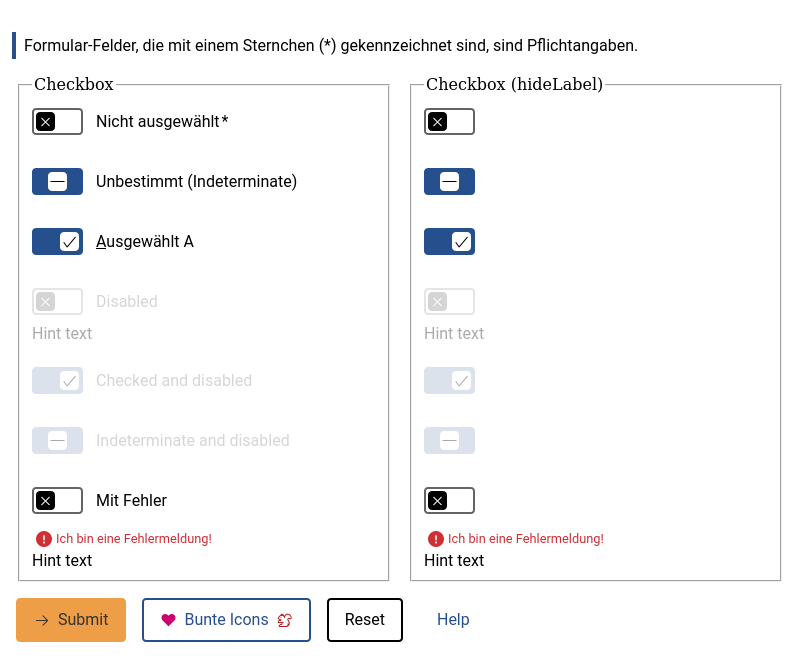 Formular-Felder, die mit einem Sternchen (*) gekennzeichnet sind, sind Pflichtangaben.
Checkbox
Nicht ausgewählt*
Unbestimmt (Indeterminate)
Ausgewählt A
Disabled
Hint text
Checked and disabled
Indeterminate and disabled
Mit Fehler
Ich bin eine Fehlermeldung!
Hint text
Checkbox (hideLabel)
Hint text
Ich bin eine Fehlermeldung!
Hint text
Submit
Bunte Icons
Reset
Help